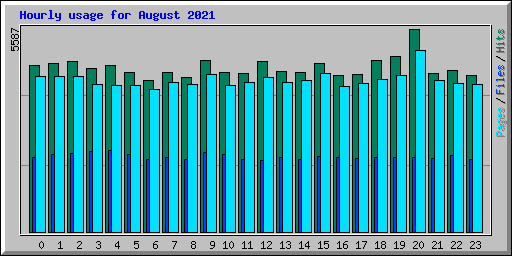 Hourly usage for August 2021
5587
Pages/Files/Hits
0 1 2 3 4 5 6 7 8 9 10 11 12 13 14 15 16 17 18 19 20 21 22 23